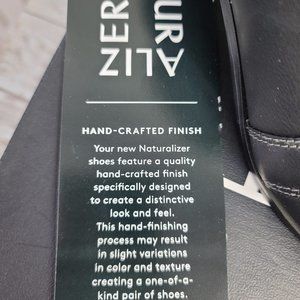 NATURALIZER
HAND-CRAFTED FINISH
Your new Naturalizer
shoes feature a quality
hand-crafted finish
specifically designed
to create a distinctive
look and feel.
This hand-finishing
process may result
in slight variations
in color and texture
creating a one-of-a-
kind pair of shoes.